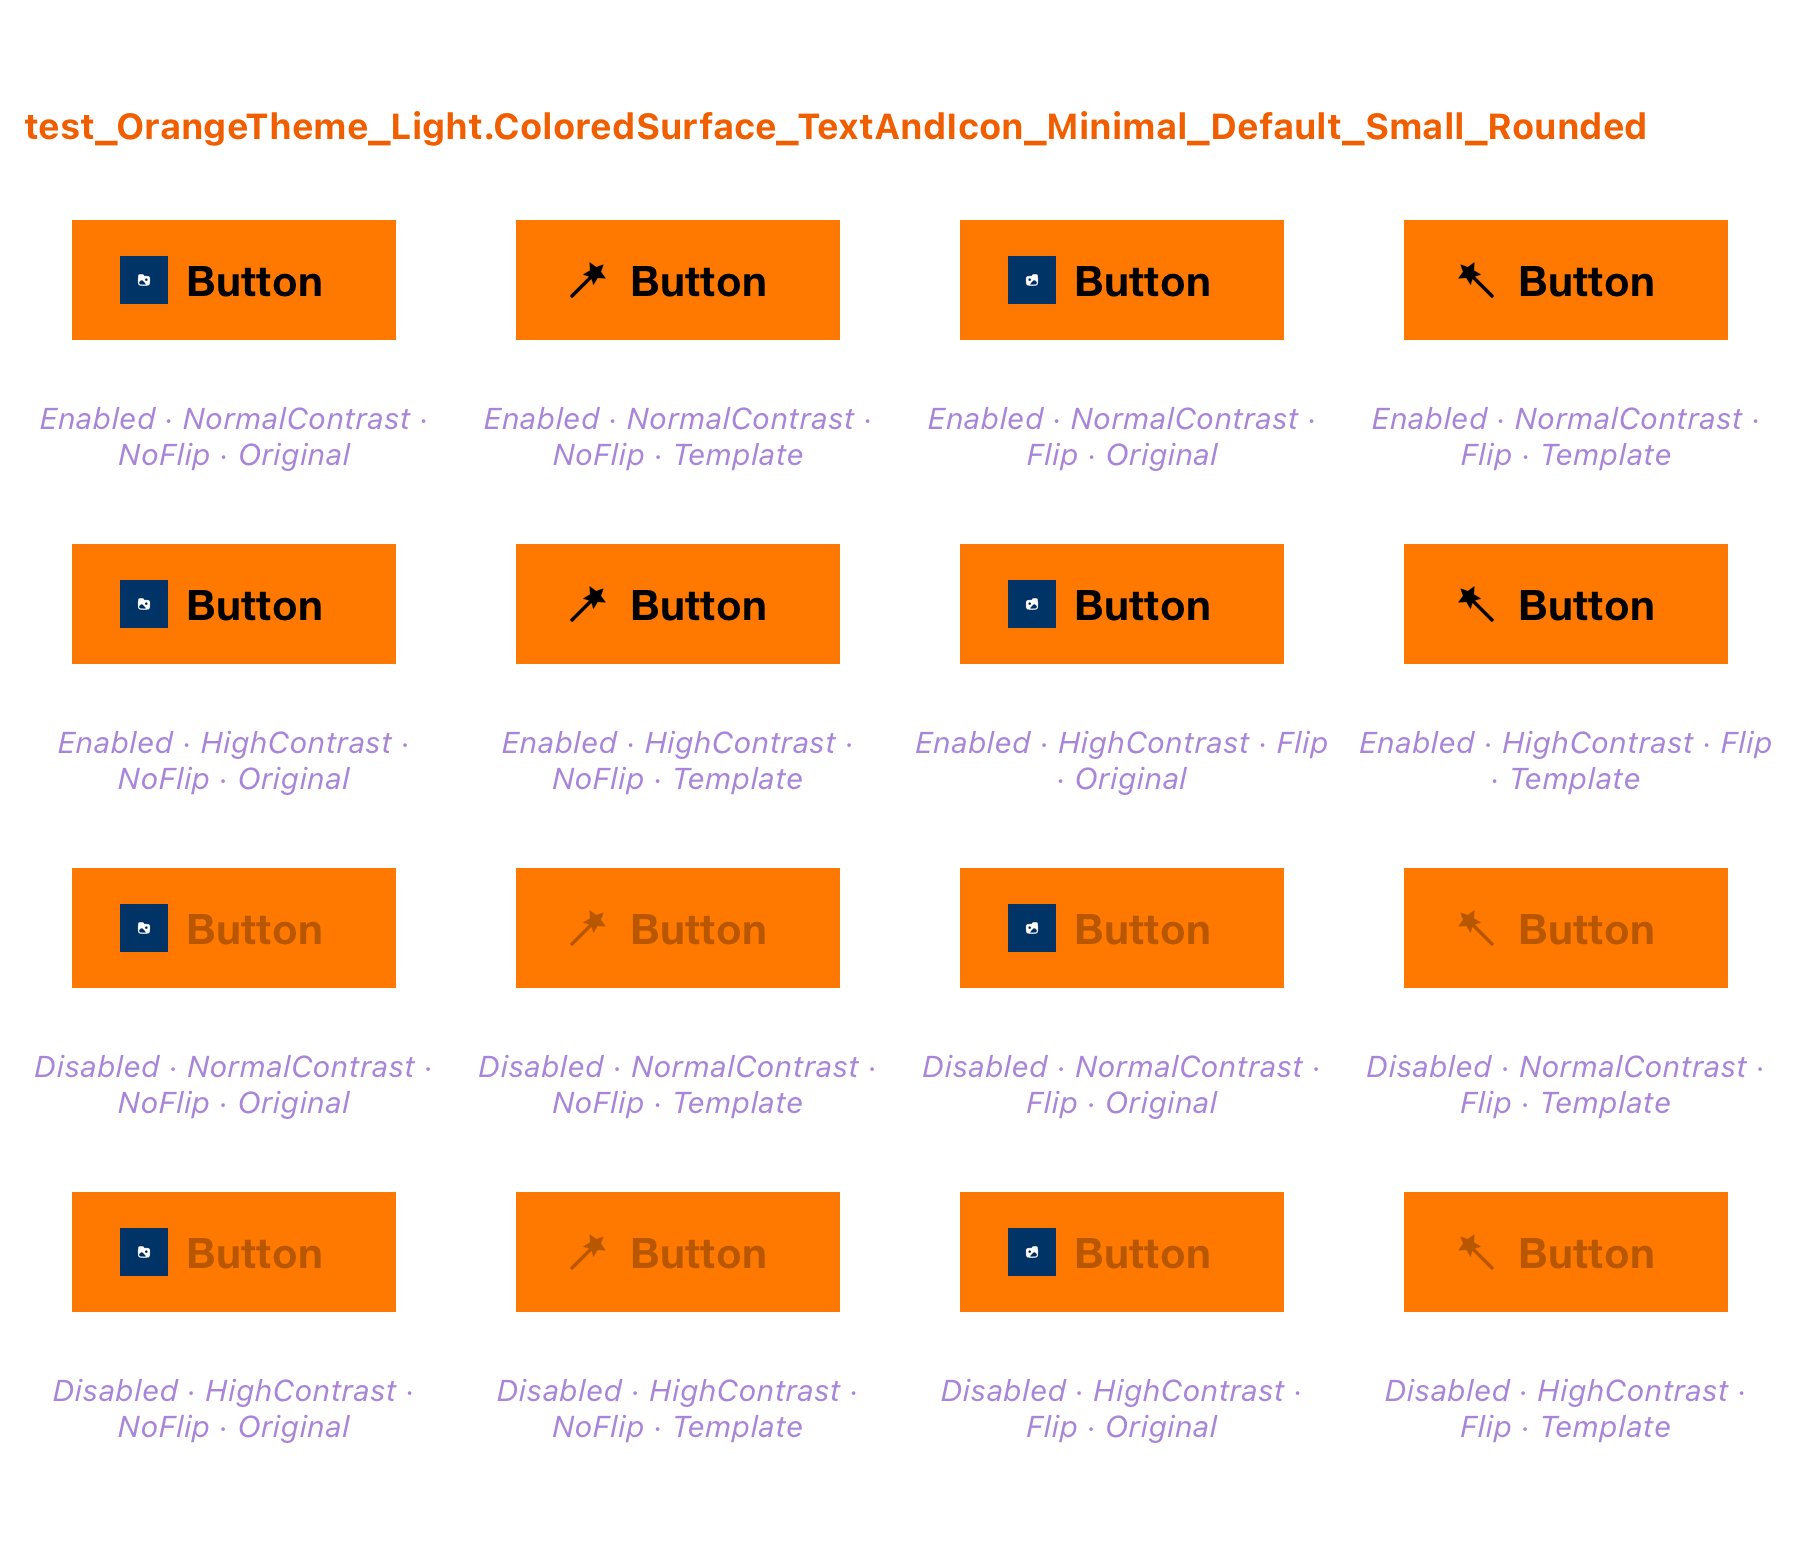 test_OrangeTheme_Light.ColoredSurface_TextAndIcon_Minimal_Default_Small_Rounded
Button Button Button Button
Enabled · NormalContrast · Enabled · NormalContrast · Enabled · NormalContrast · Enabled · NormalContrast ·
NoFlip · Original NoFlip · Template Flip · Original Flip · Template
Button Button Button Button
Enabled · HighContrast · Enabled · HighContrast · Enabled · HighContrast · Flip Enabled · HighContrast · Flip
NoFlip · Original NoFlip · Template · Original · Template
Button Button Button Button
Disabled · NormalContrast · Disabled · NormalContrast · Disabled · NormalContrast · Disabled · NormalContrast ·
NoFlip · Original NoFlip · Template Flip · Original Flip · Template
Button Button Button Button
Disabled · HighContrast · Disabled · HighContrast · Disabled · HighContrast · Disabled · HighContrast ·
NoFlip · Original NoFlip · Template Flip · Original Flip · Template